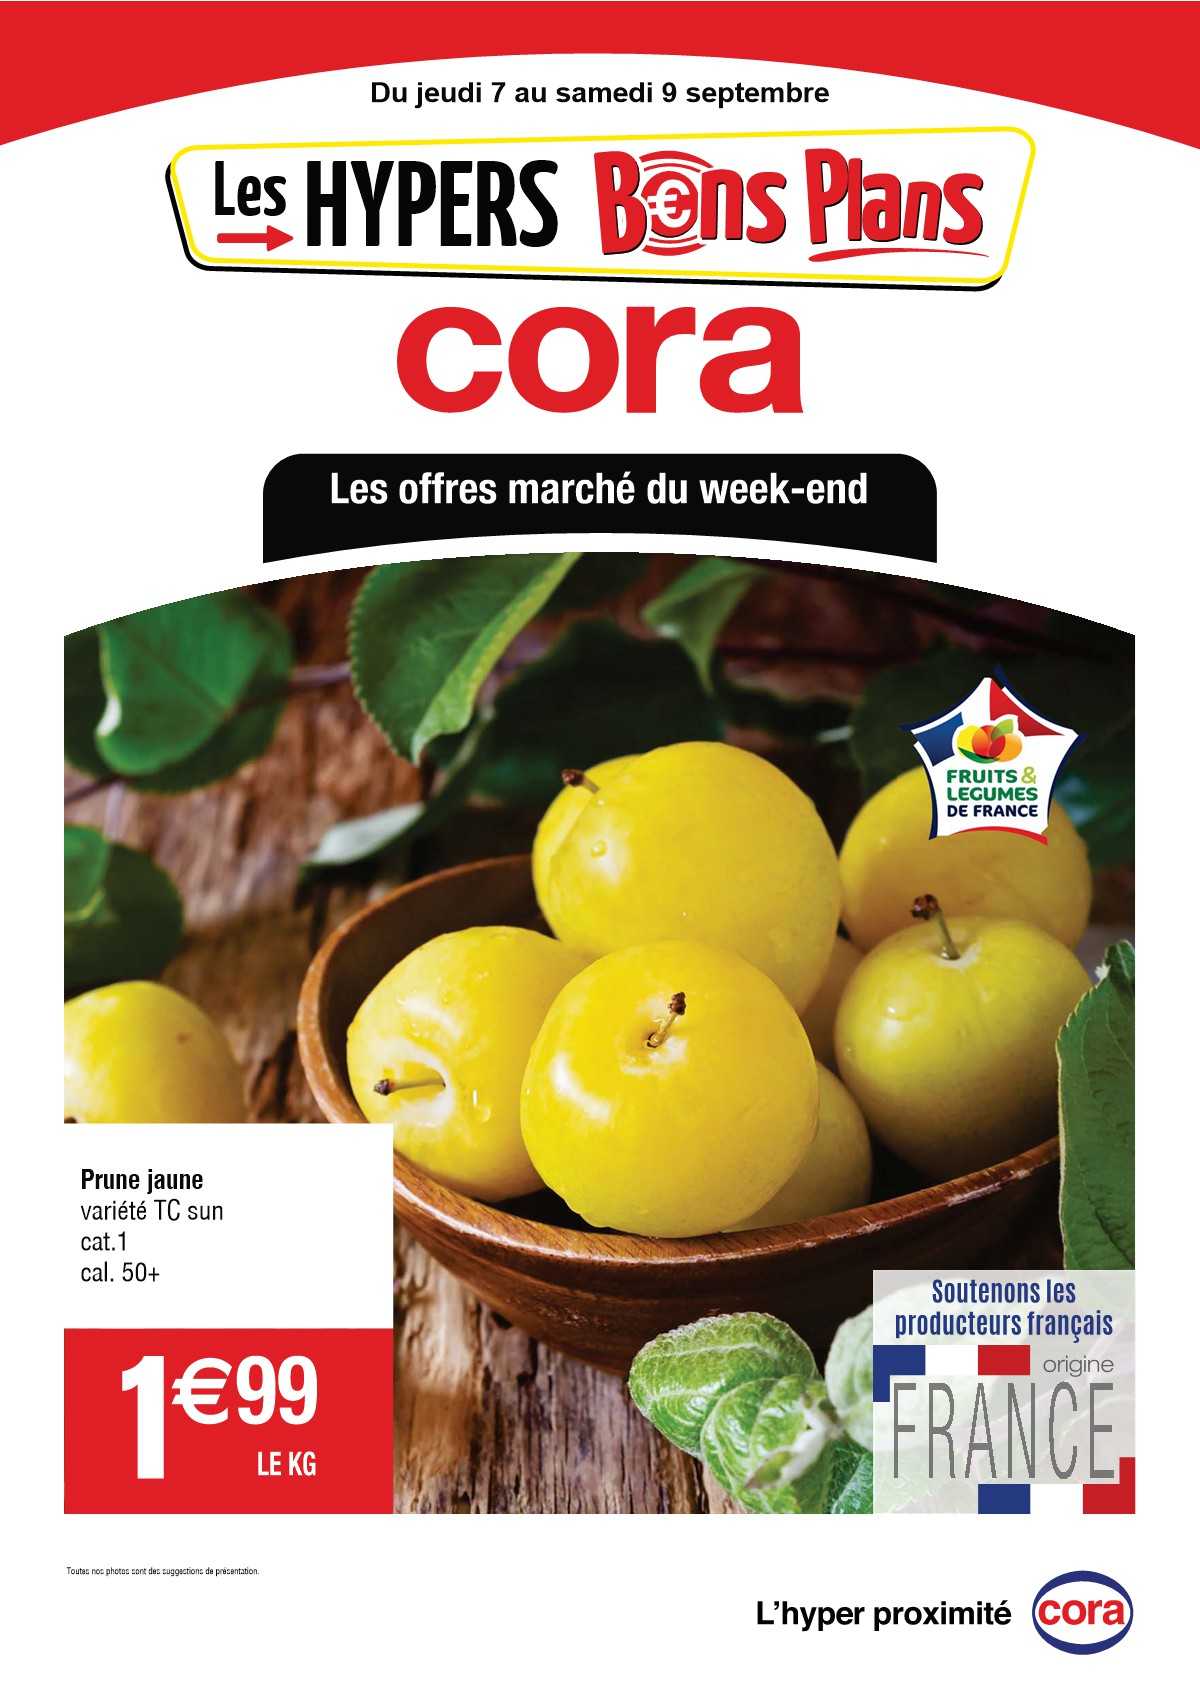 Du jeudi 7 au samedi 9 septembre
Les HYPERS Bons Plans
cora
Les offres marché du week-end
FRUITS &
LEGUMES
DE FRANCE
Prune jaune
variété TC sun
cat.1
cal. 50+
1€99
LE KG
Soutenons les
producteurs français
origine
FRANCE
Toutes nos photos sont des suggestions de présentation.
L'hyper proximité cora